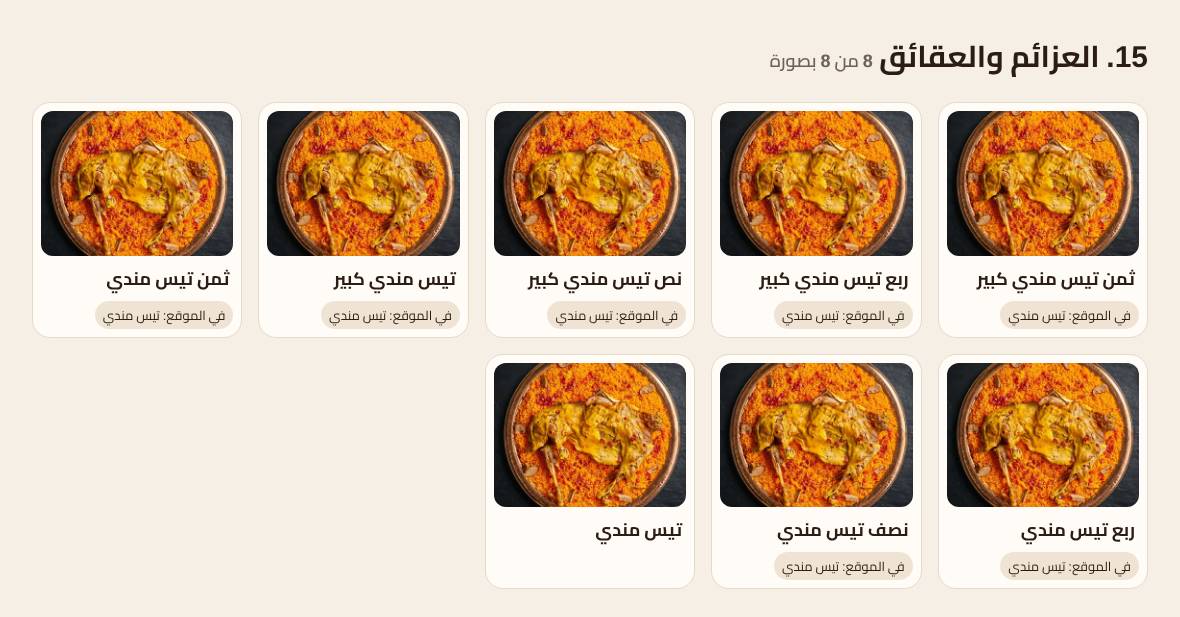 15. العزائم والعقائق 8 من 8 بصورة
ثمن تيس مندي كبير
في الموقع: تيس مندي
ربع تيس مندي كبير
في الموقع: تيس مندي
نص تيس مندي كبير
في الموقع: تيس مندي
تيس مندي كبير
في الموقع: تيس مندي
ثمن تيس مندي
في الموقع: تيس مندي
ربع تيس مندي
في الموقع: تيس مندي
نصف تيس مندي
في الموقع: تيس مندي
تيس مندي